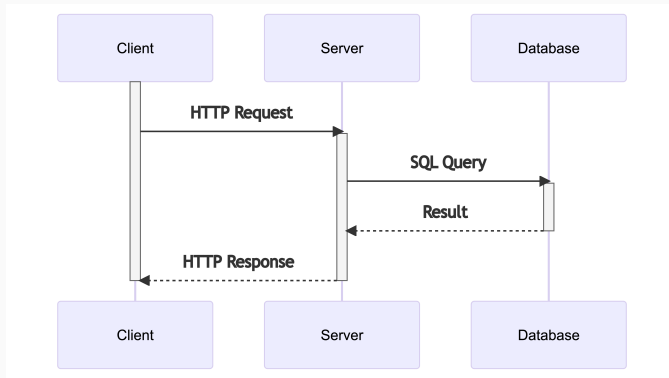 Client
Server
Database
HTTP Request
SQL Query
Result
HTTP Response
Client
Server
Database